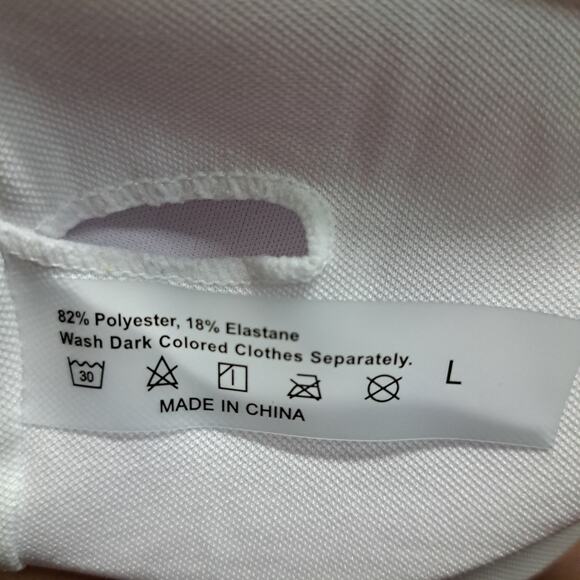 82% Polyester, 18% Elastane
Wash Dark Colored Clothes Separately.
30
L
MADE IN CHINA